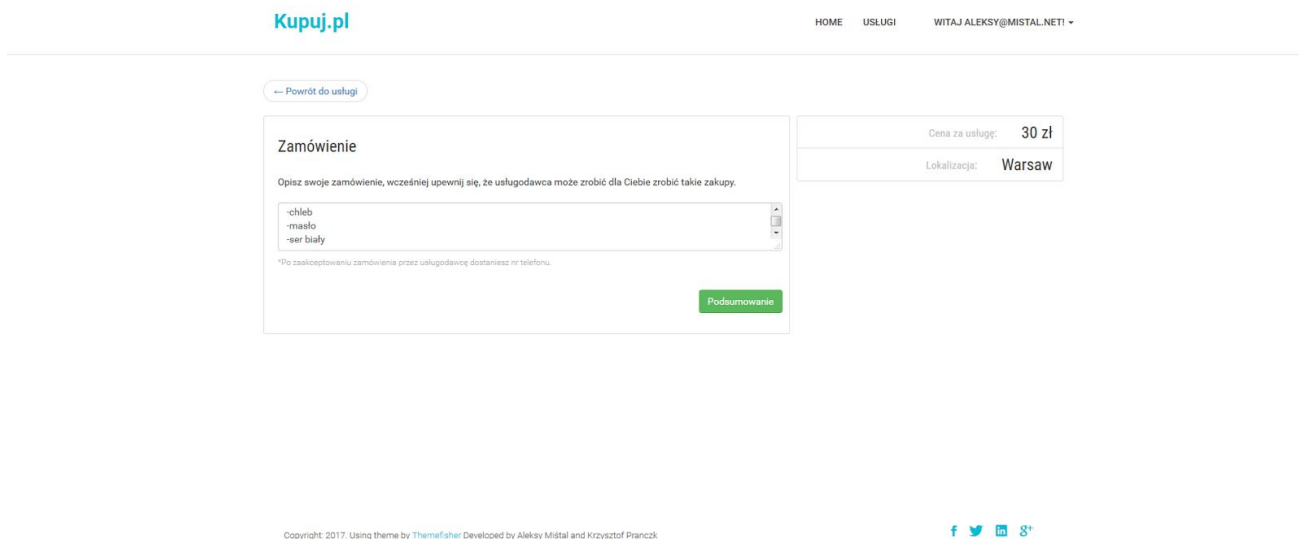 Kupuj.pl
HOME USŁUGI WITAJ ALEKSY@MISTAL.NET!
← Powrót do usługi
Zamówienie
Opisz swoje zamówienie, wcześniej upewnij się, że usługodawca może zrobić dla Ciebie zrobić takie zakupy.
-chleb
-masło
-ser biały
*Po zaakceptowaniu zamówienia przez usługodawcę dostaniesz nr telefonu.
Podsumowanie
Cena za usługę: 30 zł
Lokalizacja: Warsaw
Copyright: 2017. Using theme by Themefisher Developed by Aleksy Miśtal and Krzysztof Pranczk